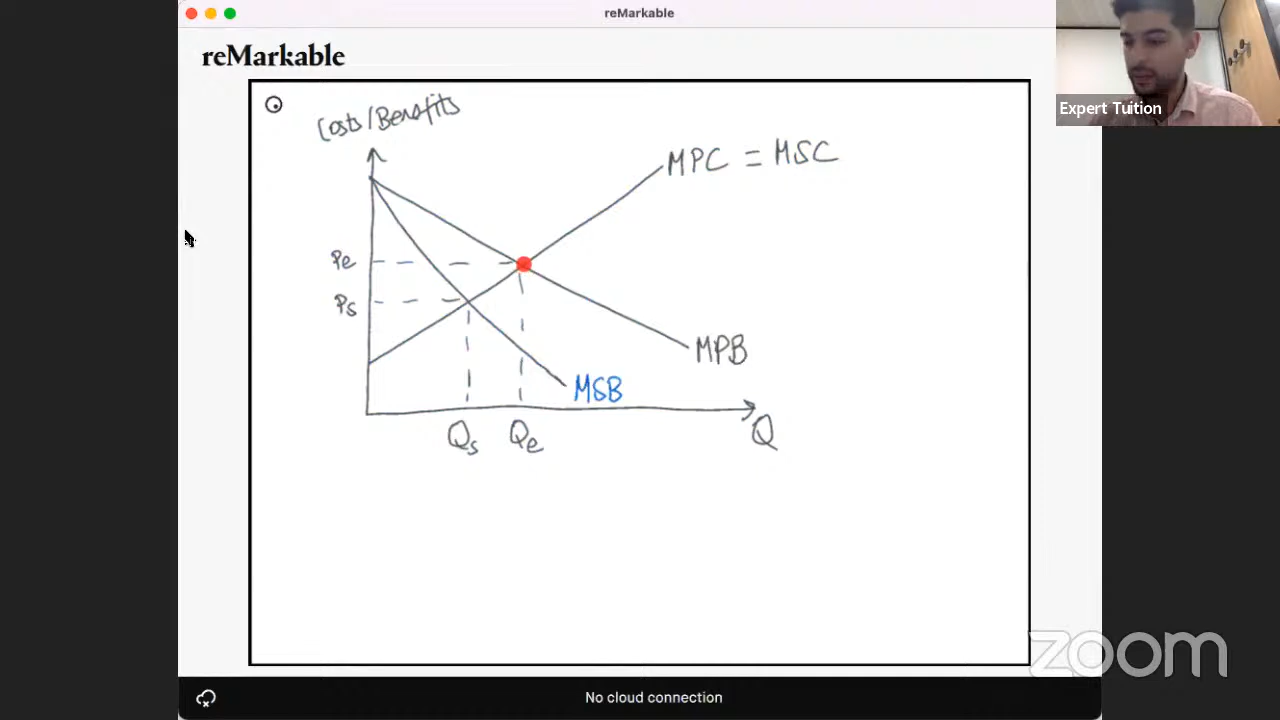 reMarkable
reMarkable
Expert Tuition
Costs/Benefits
MPC = MSC
Pe
Ps
MPB
MSB
Qs Qe Q
zoom
No cloud connection